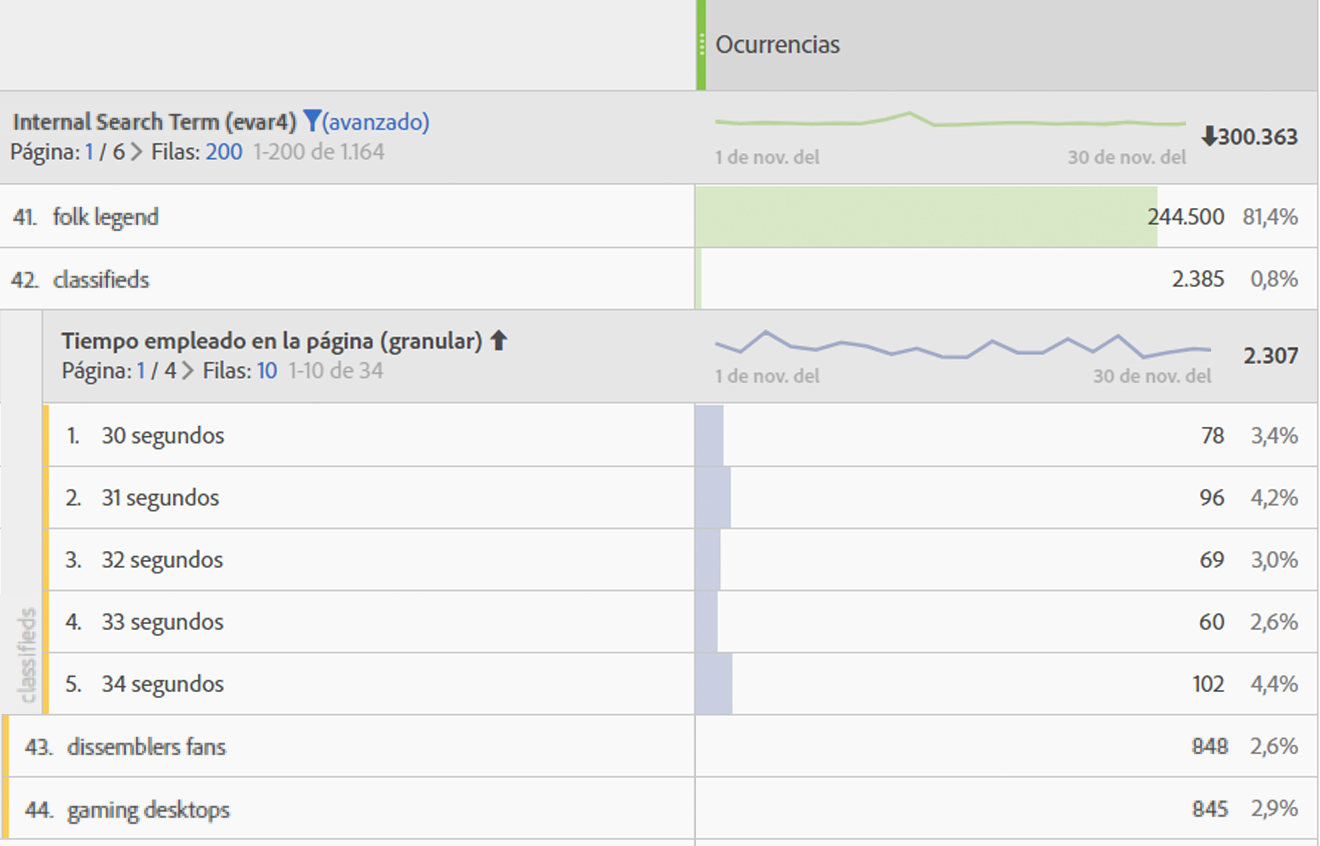 Ocurrencias
Internal Search Term (evar4) (avanzado)
Página: 1 / 6 > Filas: 200 1-200 de 1.164
1 de nov. del 30 de nov. del
300.363
41. folk legend 244.500 81,4%
42. classifieds 2.385 0,8%
Tiempo empleado en la página (granular)
Página: 1 / 4 > Filas: 10 1-10 de 34
1 de nov. del 30 de nov. del
2.307
classifieds
1. 30 segundos 78 3,4%
2. 31 segundos 96 4,2%
3. 32 segundos 69 3,0%
4. 33 segundos 60 2,6%
5. 34 segundos 102 4,4%
43. dissemblers fans 848 2,6%
44. gaming desktops 845 2,9%